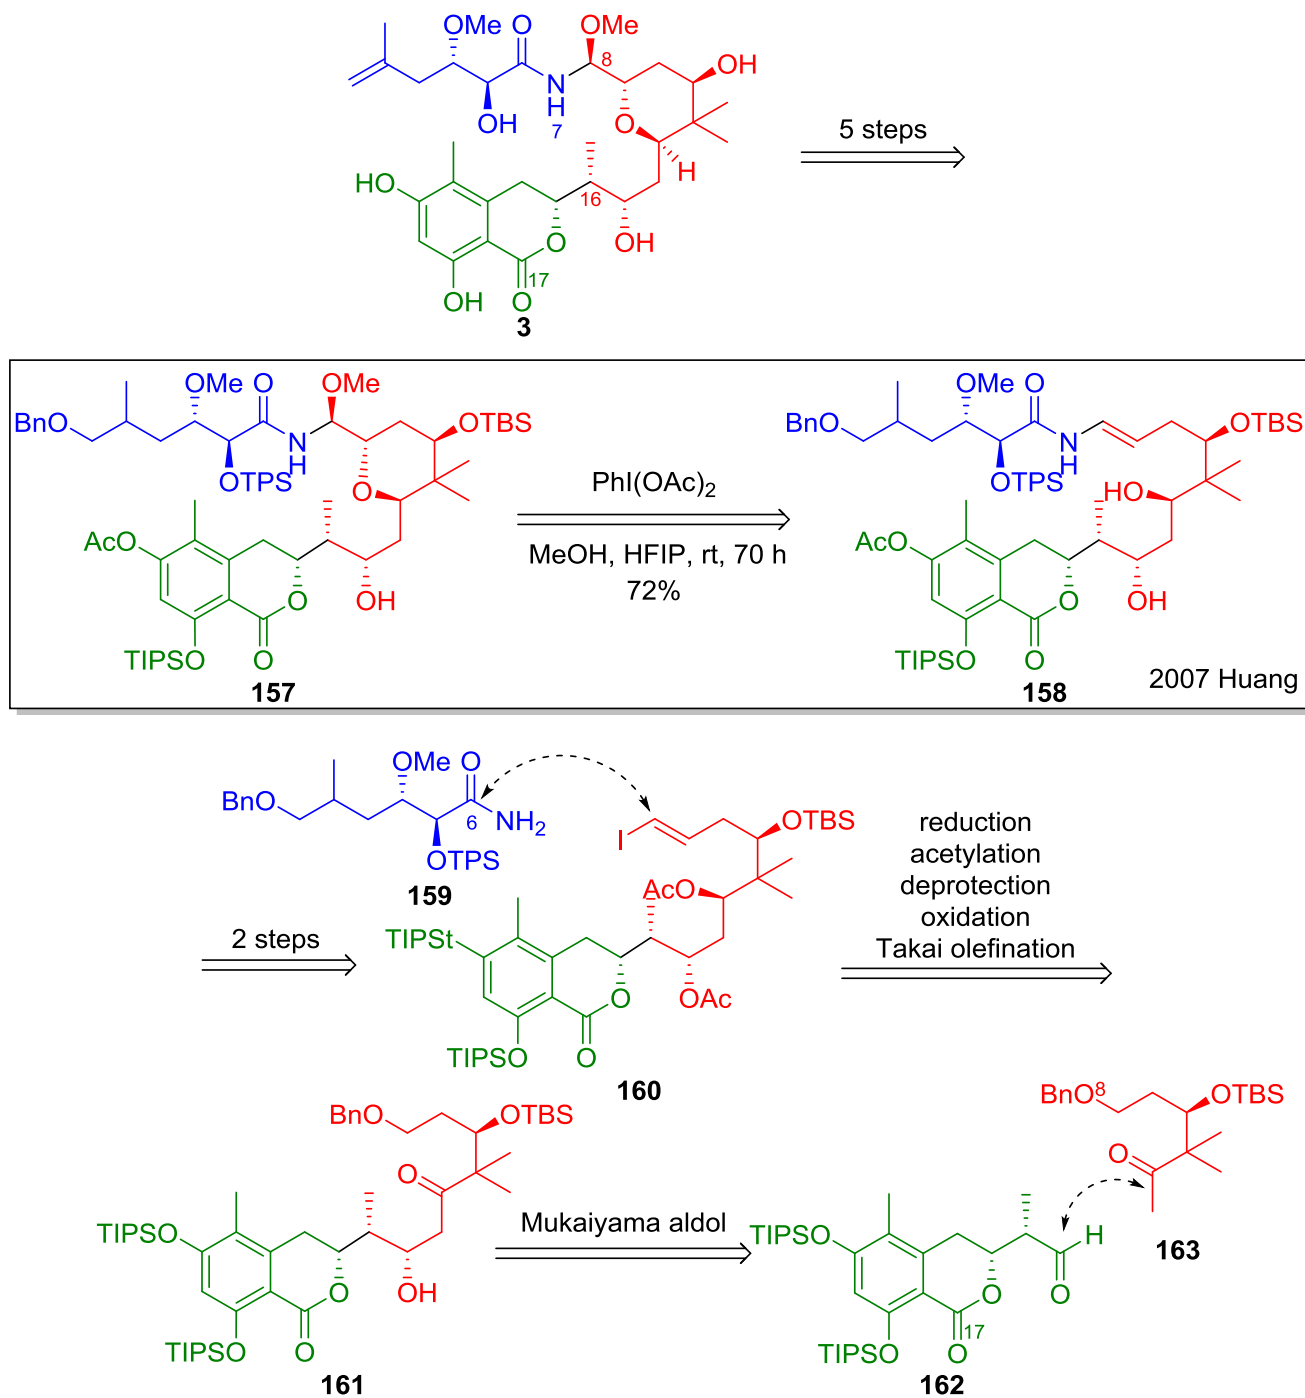 OMe
O
OMe
8
OH
N
H
7
OH
O
H
HO
16
OH
O
17
OH
O
3
5 steps
OMe
O
OMe
BnO
OTBS
N
H
OTPS
O
AcO
O
OH
TIPSO
O
157
PhI(OAc)2
MeOH, HFIP, rt, 70 h
72%
OMe
O
BnO
OTBS
N
H
OTPS
HO
AcO
O
OH
TIPSO
O
158
2007 Huang
OMe
O
BnO
6
NH2
OTPS
159
2 steps
I
OTBS
AcO
TIPSt
O
OAc
TIPSO
O
160
reduction
acetylation
deprotection
oxidation
Takai olefination
BnO
OTBS
O
TIPSO
O
OH
TIPSO
O
161
Mukaiyama aldol
BnO
8
OTBS
O
163
TIPSO
H
O
O
17
TIPSO
O
162